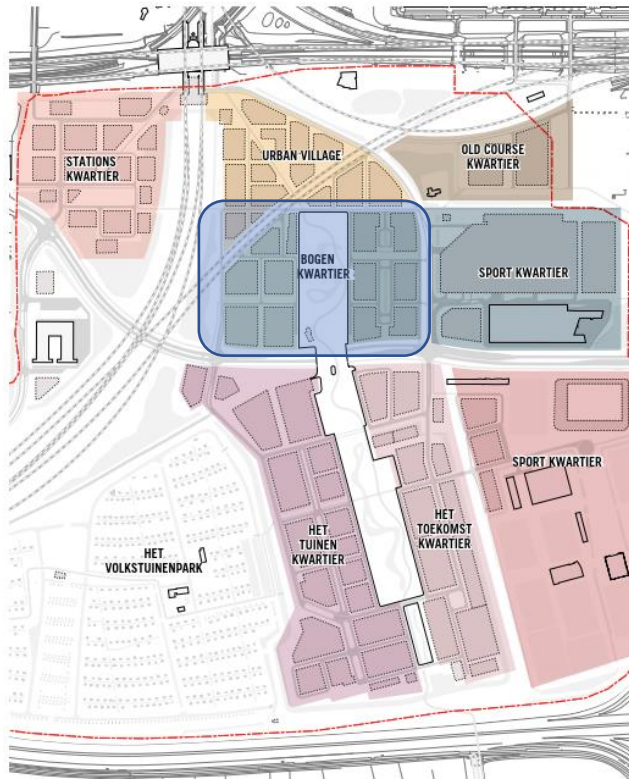 URBAN VILLAGE
OLD COURSE
KWARTIER
STATIONS
KWARTIER
BOGEN
KWARTIER
SPORT KWARTIER
SPORT KWARTIER
HET
TOEKOMST
KWARTIER
HET
TUINEN
KWARTIER
HET
VOLKSTUINENPARK